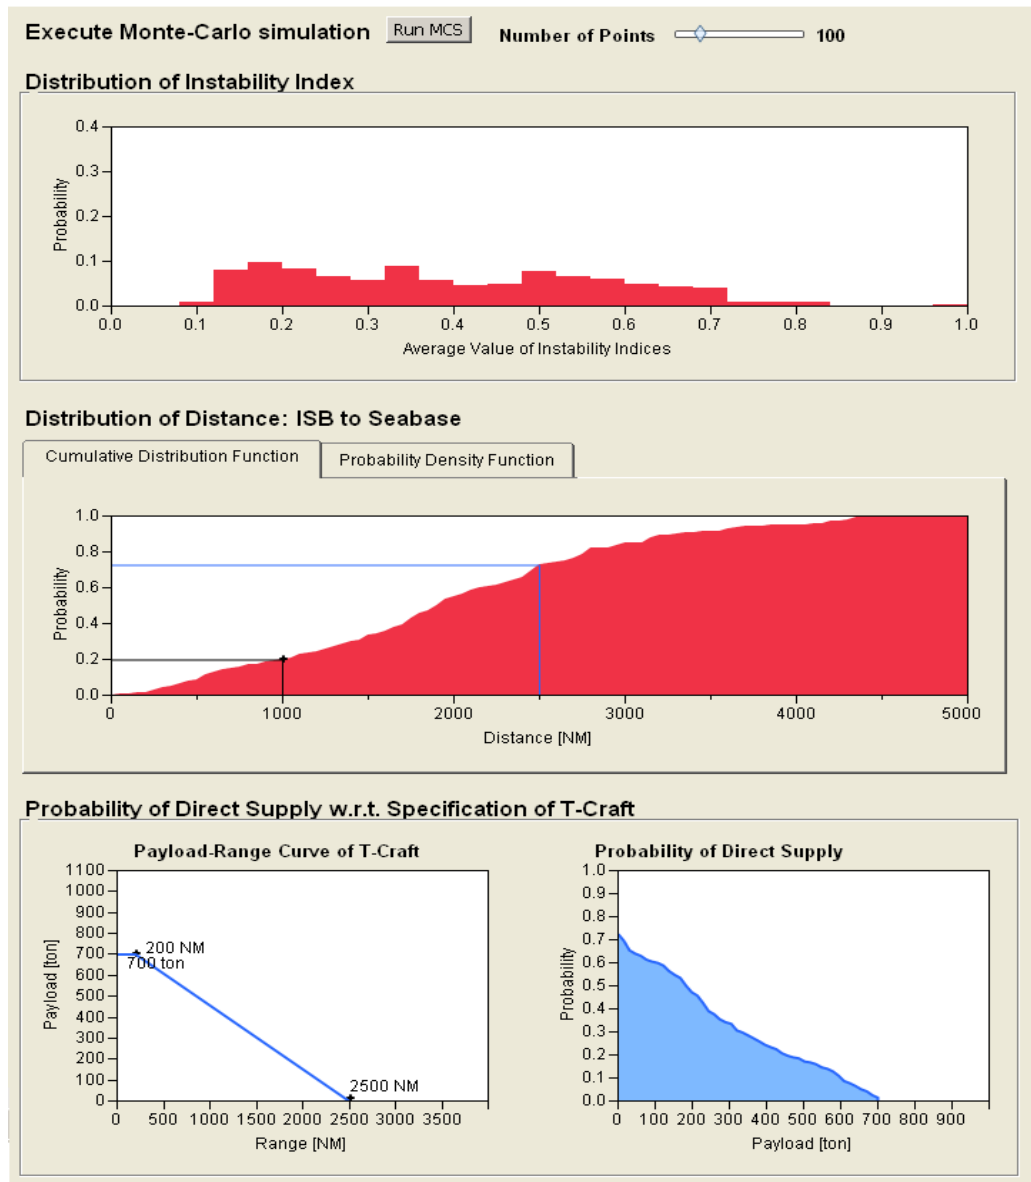 Execute Monte-Carlo simulation Run MCS Number of Points 100
Distribution of Instability Index
0.4
0.3
0.2
0.1
0.0
Probability
0.0 0.1 0.2 0.3 0.4 0.5 0.6 0.7 0.8 0.9 1.0
Average Value of Instability Indices
Distribution of Distance: ISB to Seabase
Cumulative Distribution Function Probability Density Function
1.0
0.8
0.6
0.4
0.2
0.0
Probability
0 1000 2000 3000 4000 5000
Distance [NM]
Probability of Direct Supply w.r.t. Specification of T-Craft
Payload-Range Curve of T-Craft
1100
1000
900
800
700
600
500
400
300
200
100
0
Payload [ton]
200 NM
700 ton
2500 NM
0 500 1000 1500 2000 2500 3000 3500
Range [NM]
Probability of Direct Supply
1.0
0.9
0.8
0.7
0.6
0.5
0.4
0.3
0.2
0.1
0.0
Probability
0 100 200 300 400 500 600 700 800 900
Payload [ton]